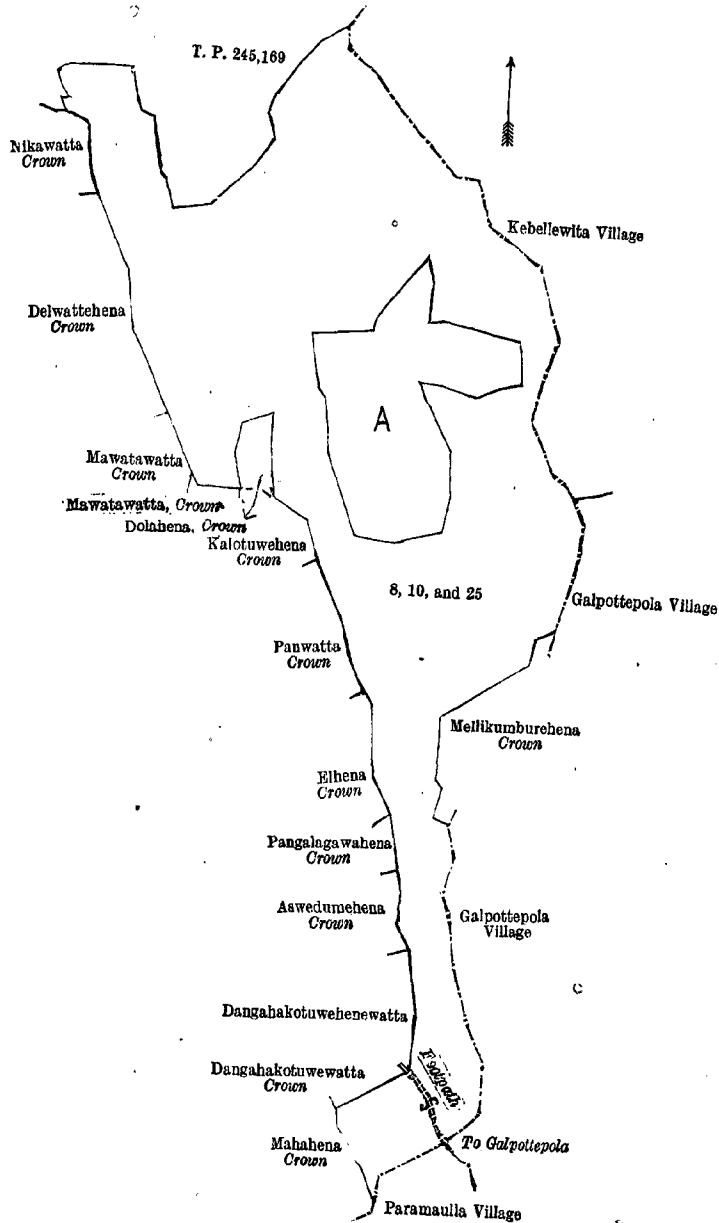 T. P. 245,169
Nikawatta
Crown
Kebellewita Village
Delwattehena
Crown
A
Mawatawatta
Crown
Mawatawatta, Crown
Dolahena, Crown
Kalotuwehena
Crown
8, 10, and 25
Galpottepola Village
Panwatta
Crown
Mellikumburehena
Crown
Elhena
Crown
Pangalagawahena
Crown
Aswedumehena
Crown
Galpottepola
Village
Dangahakotuwehenewatta
Footpath
Dangahakotuwewatta
Crown
Mahahena
Crown
To Galpottepola
Paramaulla Village